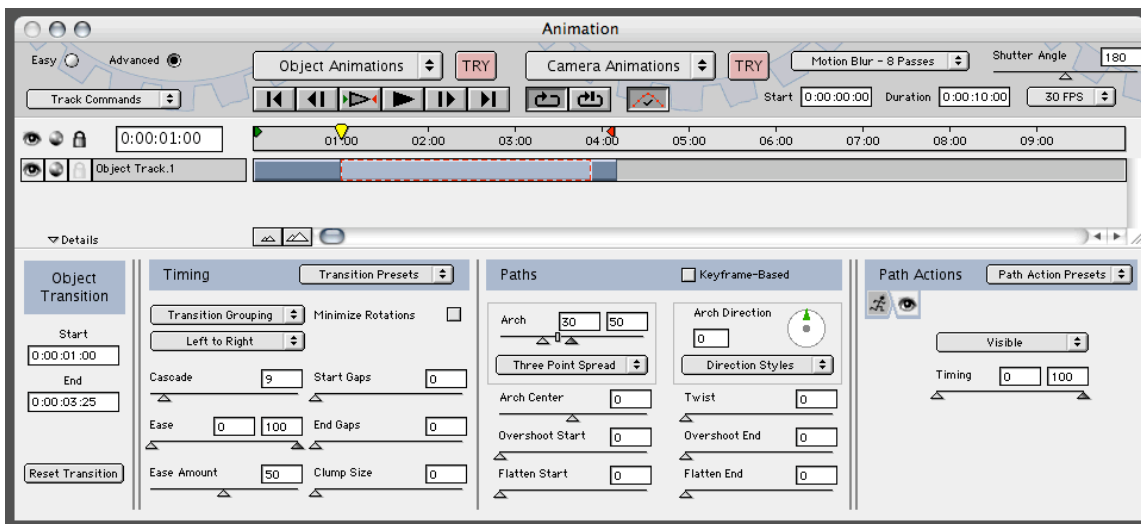 Animation
Easy Advanced Object Animations TRY Camera Animations TRY Motion Blur - 8 Passes Shutter Angle 180
Track Commands Start 0:00:00:00 Duration 0:00:10:00 30 FPS
0:00:01:00 01:00 02:00 03:00 04:00 05:00 06:00 07:00 08:00 09:00
Object Track.1
Details
Object Transition
Start
0:00:01:00
End
0:00:03:25
Reset Transition
Timing Transition Presets
Transition Grouping Minimize Rotations
Left to Right
Cascade 9 Start Gaps 0
Ease 0 100 End Gaps 0
Ease Amount 50 Clump Size 0
Paths Keyframe-Based
Arch 30 50 Arch Direction
0
Three Point Spread Direction Styles
Arch Center 0 Twist 0
Overshoot Start 0 Overshoot End 0
Flatten Start 0 Flatten End 0
Path Actions Path Action Presets
Visible
Timing 0 100